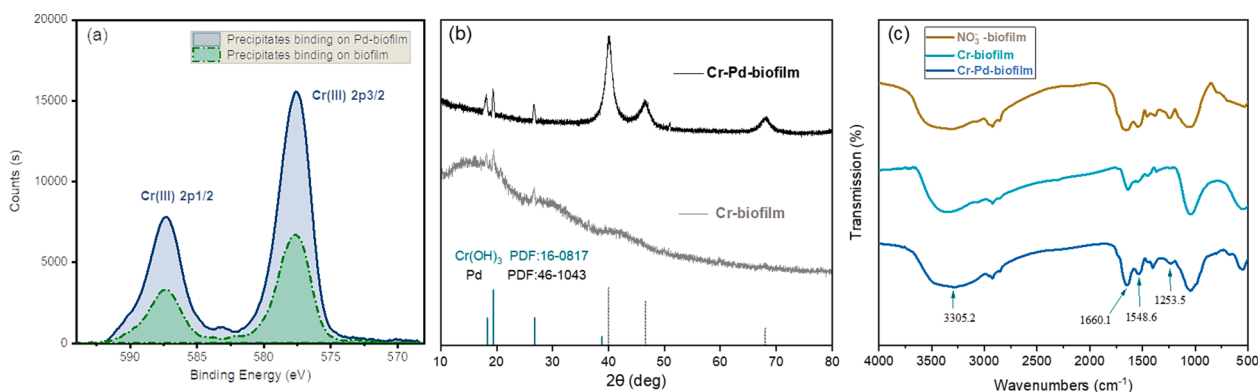 (a)
Precipitates binding on Pd-biofilm
Precipitates binding on biofilm
Cr(III) 2p3/2
Cr(III) 2p1/2
Counts (s)
20000
15000
10000
5000
0
590
585
580
575
570
Binding Energy (eV)
(b)
Cr-Pd-biofilm
Cr-biofilm
Cr(OH)₃ PDF:16-0817
Pd PDF:46-1043
10
20
30
40
50
60
70
80
2θ (deg)
(c)
NO₃⁻-biofilm
Cr-biofilm
Cr-Pd-biofilm
Transmission (%)
3305.2
1660.1
1548.6
1253.5
4000
3500
3000
2500
2000
1500
1000
500
Wavenumbers (cm⁻¹)